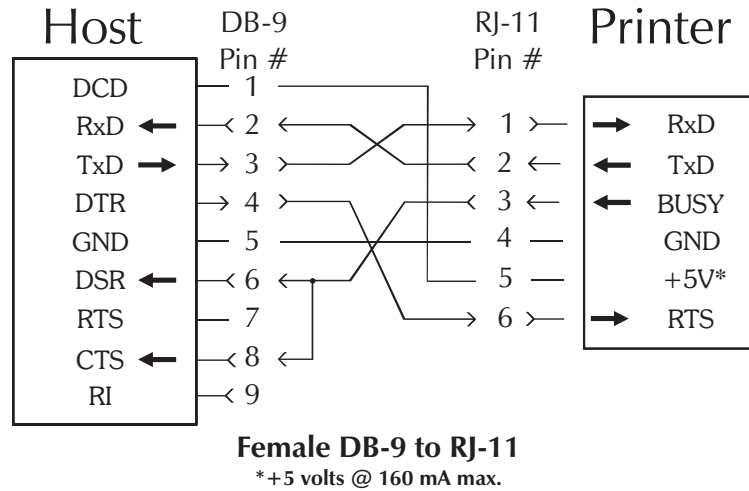 Host DB-9 RJ-11 Printer
Pin # Pin #
DCD 1
RxD 2 1 RxD
TxD 3 2 TxD
DTR 4 3 BUSY
GND 5 4 GND
DSR 6 5 +5V*
RTS 7 6 RTS
CTS 8
RI 9
Female DB-9 to RJ-11
*+5 volts @ 160 mA max.